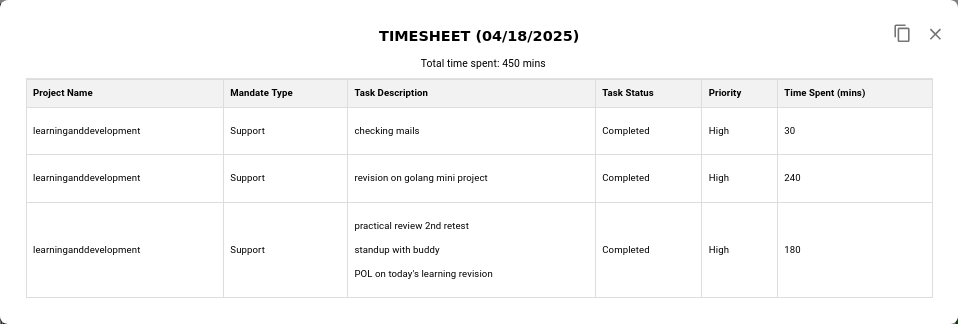 TIMESHEET (04/18/2025)
Total time spent: 450 mins
Project Name Mandate Type Task Description Task Status Priority Time Spent (mins)
learninganddevelopment Support checking mails Completed High 30
learninganddevelopment Support revision on golang mini project Completed High 240
practical review 2nd retest
learninganddevelopment Support standup with buddy Completed High 180
POL on today's learning revision